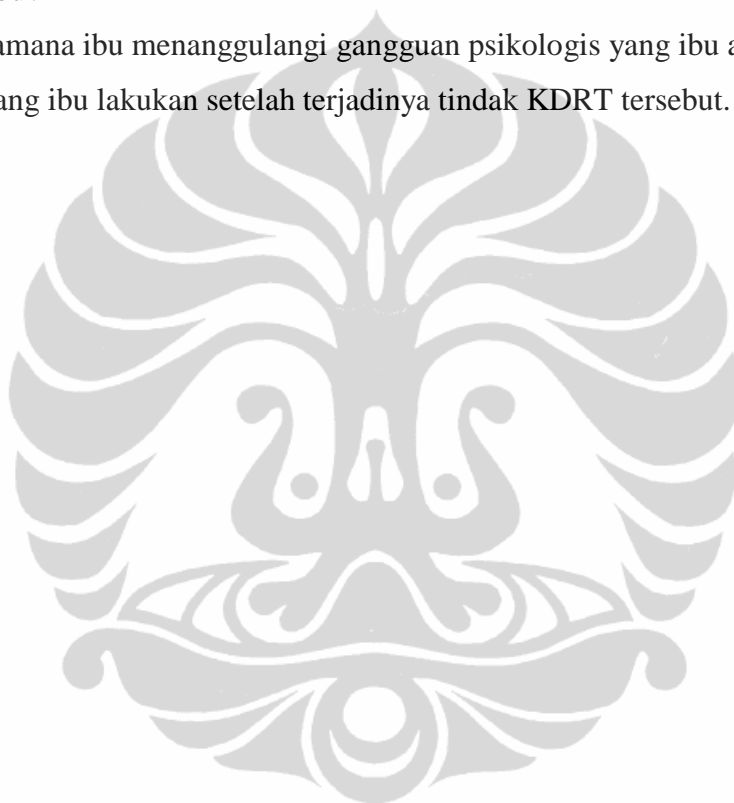 amana ibu menanggulangi gangguan psikologis yang ibu a
ang ibu lakukan setelah terjadinya tindak KDRT tersebut.